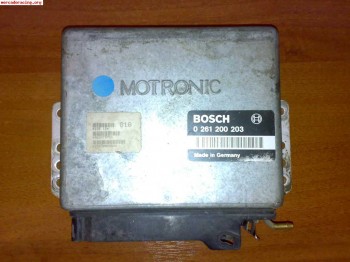 mercadoracing.org
MOTRONIC
BOSCH
0 261 200 203
Made in Germany